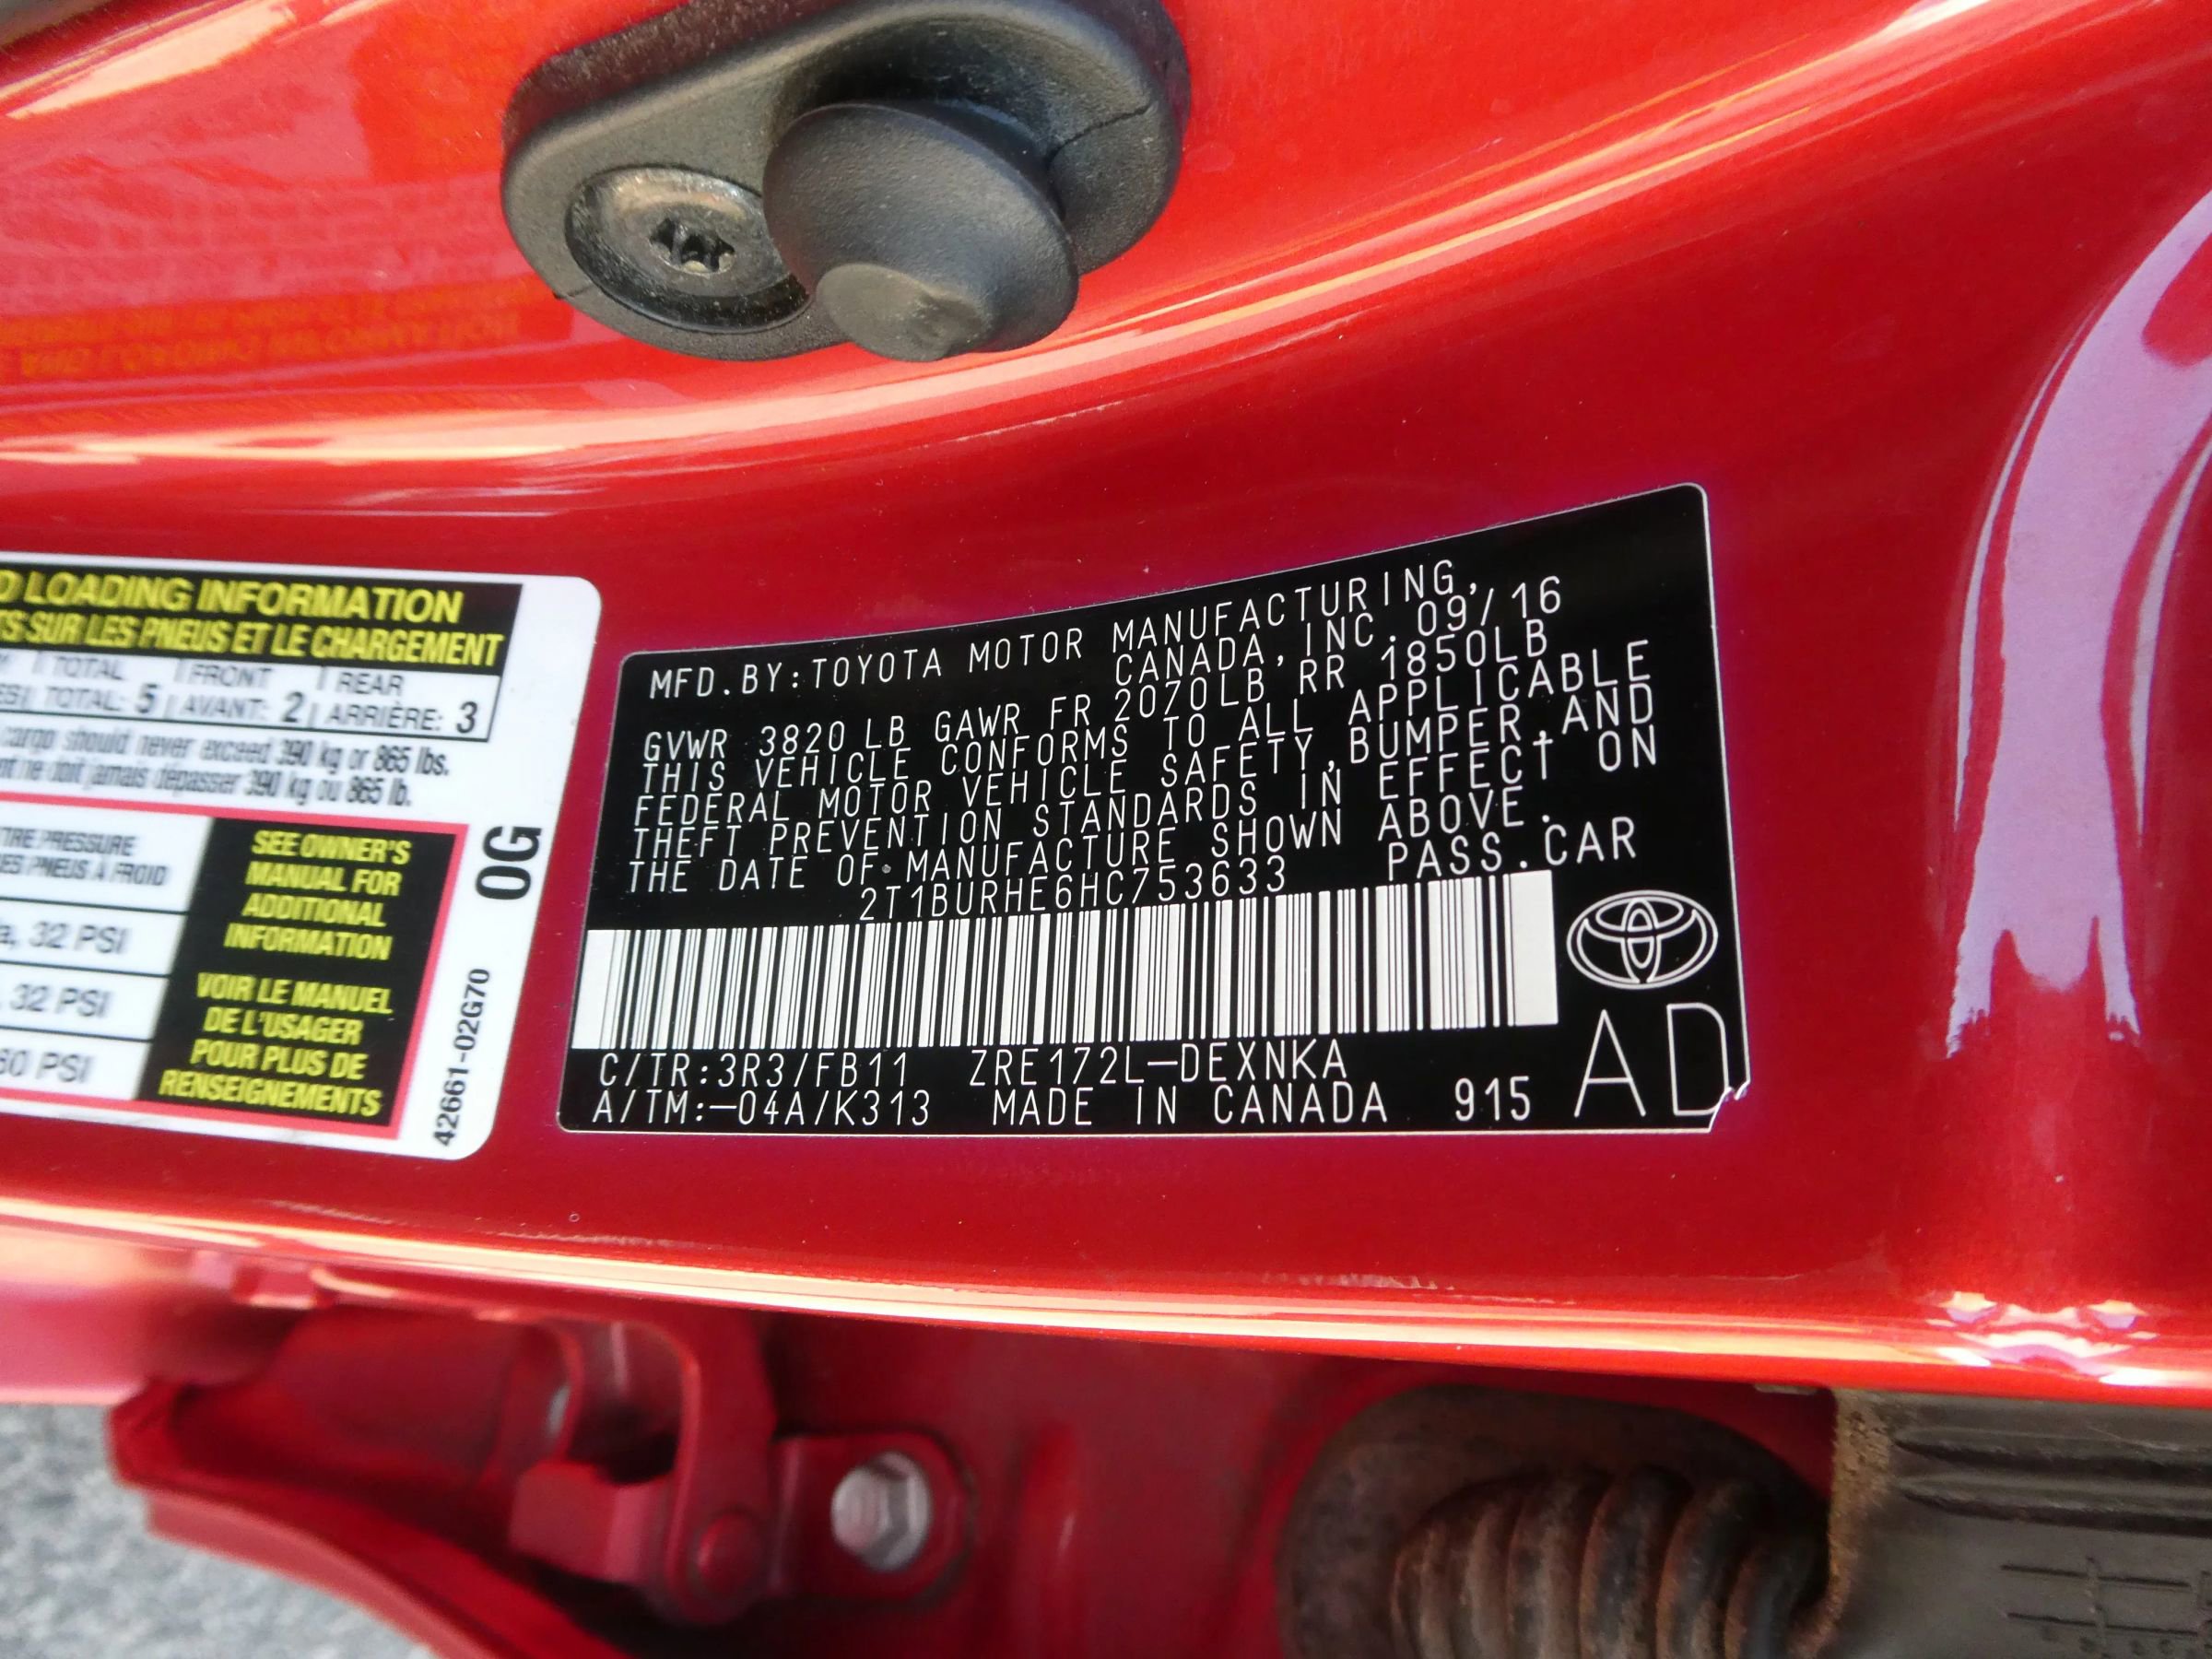 D LOADING INFORMATION
TS SUR LES PNEUS ET LE CHARGEMENT
TOTAL FRONT REAR
TOTAL: 5 AVANT: 2 ARRIÈRE: 3
cargo should never exceed 390 kg or 865 lbs.
ne doit jamais dépasser 390 kg ou 865 lb.
TIRE PRESSURE
PNEUS À FROID
32 PSI
32 PSI
60 PSI
SEE OWNER'S
MANUAL FOR
ADDITIONAL
INFORMATION
VOIR LE MANUEL
DE L'USAGER
POUR PLUS DE
RENSEIGNEMENTS
0G
42661-02G70
MFD.BY:TOYOTA MOTOR MANUFACTURING,
CANADA,INC.09/16
GVWR 3820LB GAWR FR 2070LB RR 1850LB
THIS VEHICLE CONFORMS TO ALL APPLICABLE
FEDERAL MOTOR VEHICLE SAFETY,BUMPER,AND
THEFT PREVENTION STANDARDS IN EFFECT ON
THE DATE OF MANUFACTURE SHOWN ABOVE.
2T1BURHE6HC753633 PASS.CAR
C/TR:3R3/FB11 ZRE172L-DEXNKA
A/TM:-04A/K313 MADE IN CANADA 915
AD